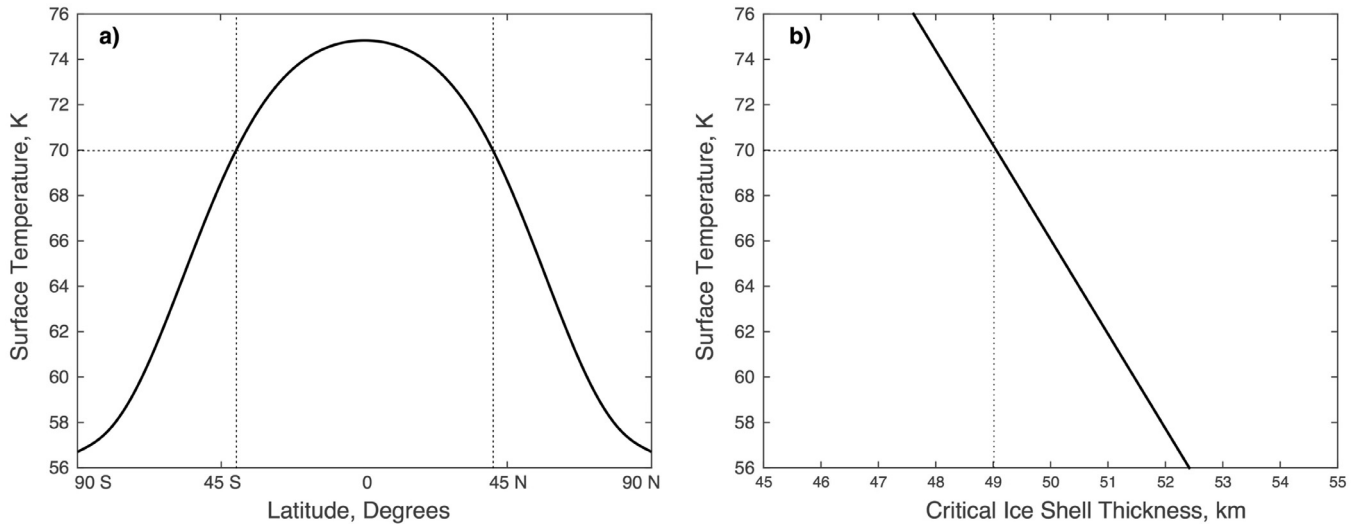 a)
Surface Temperature, K
76
74
72
70
68
66
64
62
60
58
56
90 S 45 S 0 45 N 90 N
Latitude, Degrees
b)
Surface Temperature, K
76
74
72
70
68
66
64
62
60
58
56
45 46 47 48 49 50 51 52 53 54 55
Critical Ice Shell Thickness, km